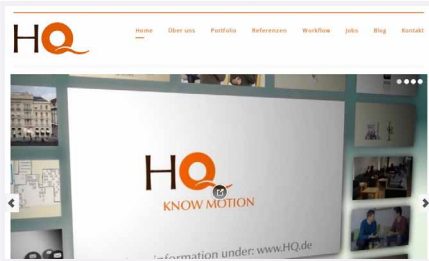 HQ
Home Über uns Portfolio Referenzen Workflow Jobs Blog Kontakt
HQ
KNOW MOTION
information under: www.HQ.de